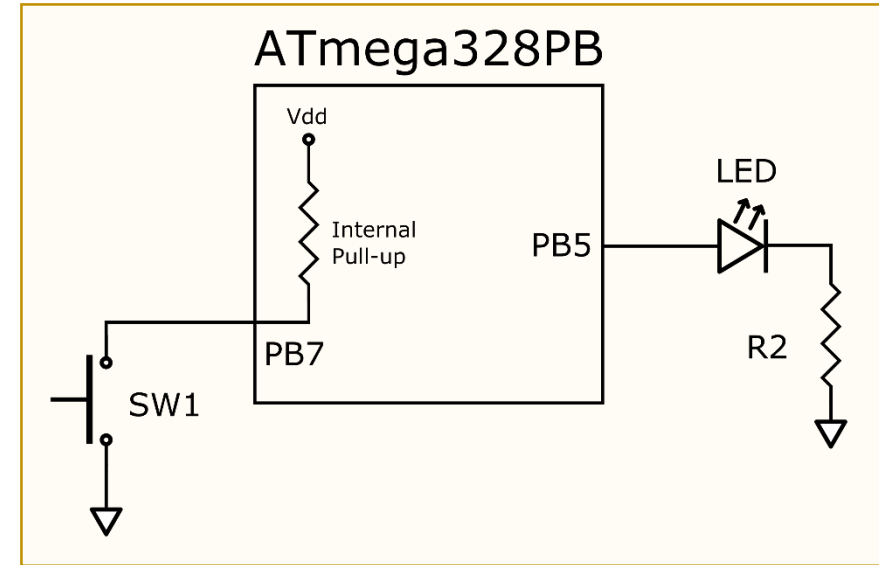 ATmega328PB
Vdd
LED
Internal
Pull-up
PB5
PB7
R2
SW1